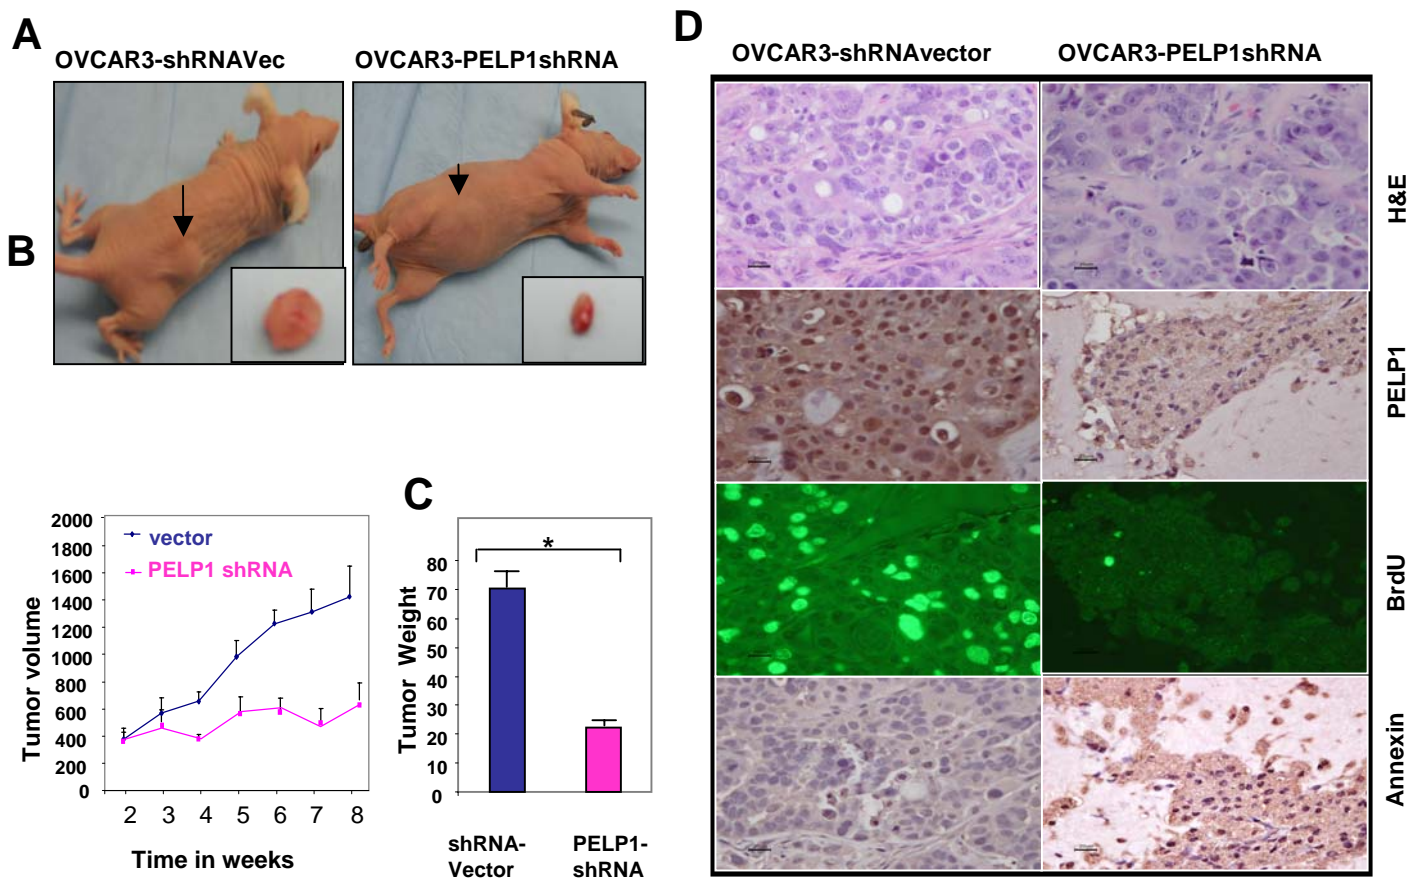 A
OVCAR3-shRNAVec
OVCAR3-PELP1shRNA
B
2000
1800
1600
1400
1200
1000
800
600
400
200
0
Tumor volume
vector
PELP1 shRNA
2 3 4 5 6 7 8
Time in weeks
C
80
70
60
50
40
30
20
10
0
Tumor Weight
*
shRNA-
Vector
PELP1-
shRNA
D
OVCAR3-shRNAvector
OVCAR3-PELP1shRNA
H&E
PELP1
BrdU
Annexin